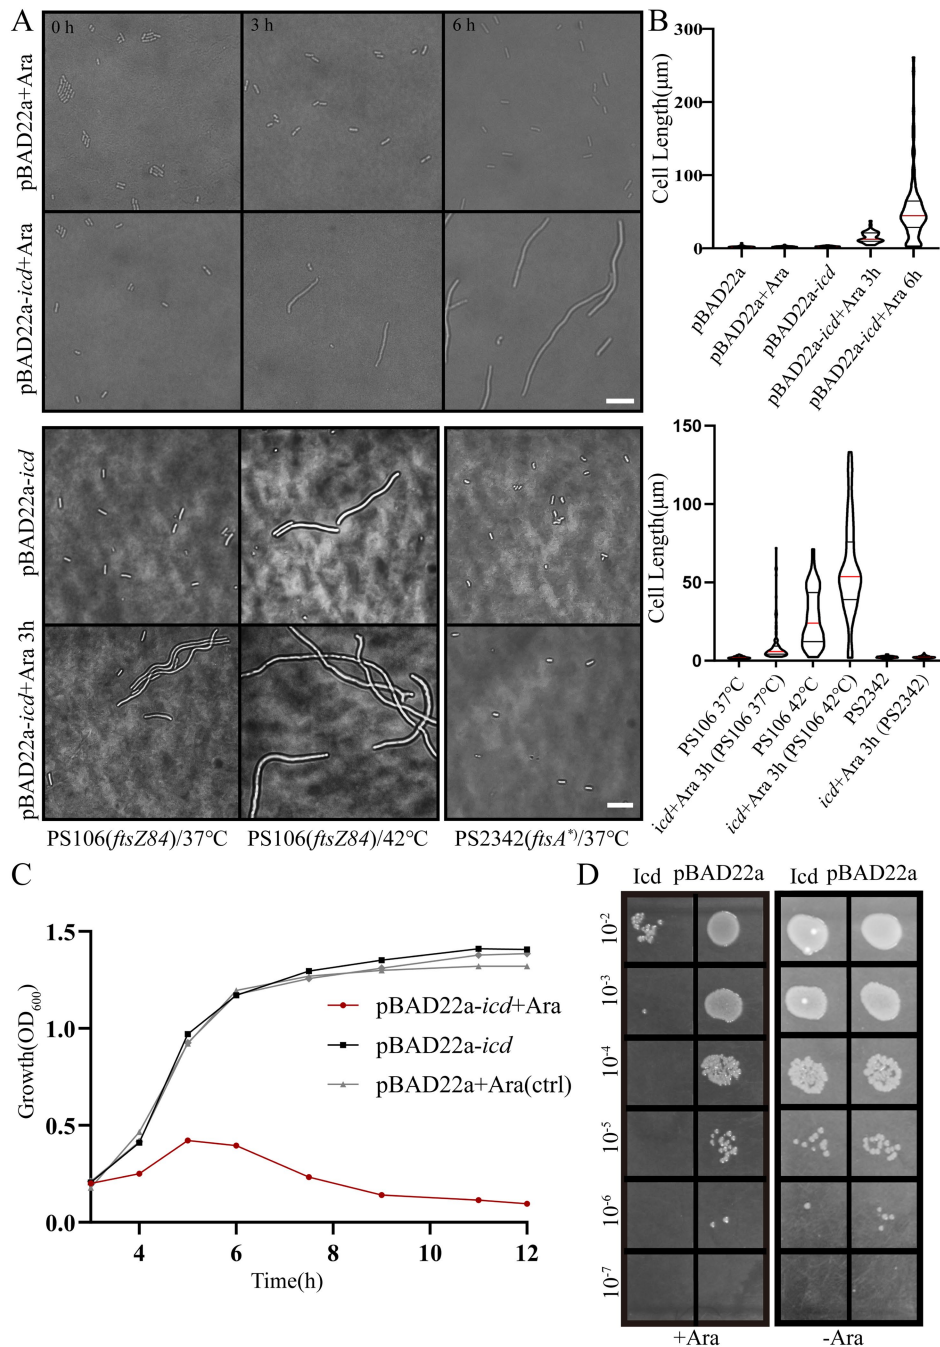 A
0 h
3 h
6 h
pBAD22a+Ara
pBAD22a-icd+Ara
pBAD22a-icd
pBAD22a-icd+Ara 3h
PS106(ftsZ84)/37°C
PS106(ftsZ84)/42°C
PS2342(ftsA*)/37°C
B
Cell Length(μm)
300
200
100
0
pBAD22a
pBAD22a+Ara
pBAD22a-icd
pBAD22a-icd+Ara 3h
pBAD22a-icd+Ara 6h
Cell Length(μm)
150
100
50
0
PS106 37°C
icd+Ara 3h (PS106 37°C)
PS106 42°C
icd+Ara 3h (PS106 42°C)
PS2342
icd+Ara 3h (PS2342)
C
Growth(OD600)
1.5
1.0
0.5
0.0
4
6
8
10
12
Time(h)
pBAD22a-icd+Ara
pBAD22a-icd
pBAD22a+Ara(ctrl)
D
Icd pBAD22a
Icd pBAD22a
10-2
10-3
10-4
10-5
10-6
10-7
+Ara
-Ara